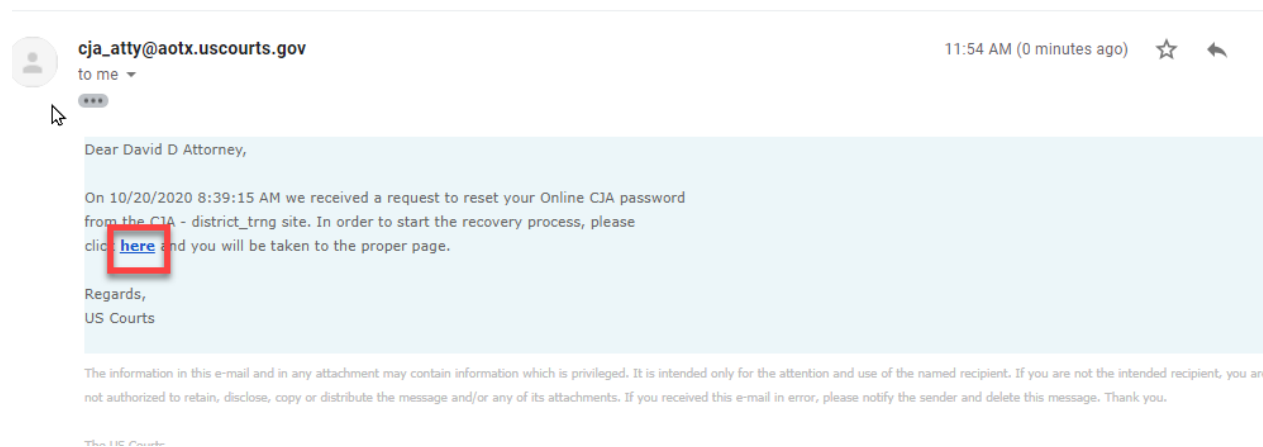 cja_atty@aotx.uscourts.gov 11:54 AM (0 minutes ago)
to me
Dear David D Attorney,
On 10/20/2020 8:39:15 AM we received a request to reset your Online CJA password
from the CJA - district_trng site. In order to start the recovery process, please
click here and you will be taken to the proper page.
Regards,
US Courts
The information in this e-mail and in any attachment may contain information which is privileged. It is intended only for the attention and use of the named recipient. If you are not the intended recipient, you are
not authorized to retain, disclose, copy or distribute the message and/or any of its attachments. If you received this e-mail in error, please notify the sender and delete this message. Thank you.
The US Courts